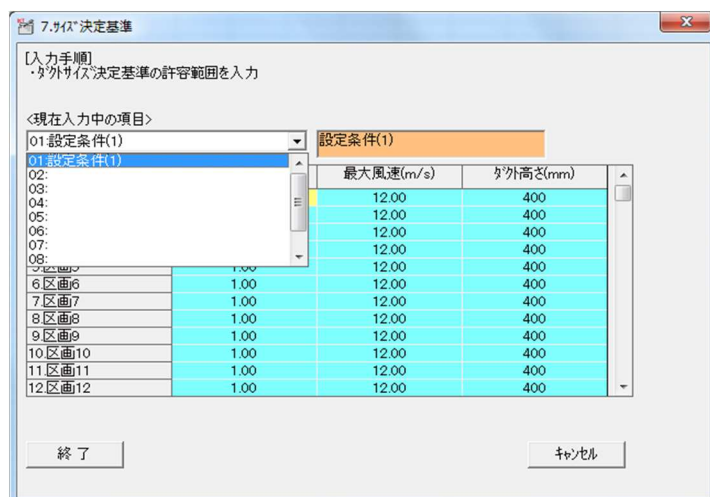 7.ｻｲｽﾞ決定基準
[入力手順]
・ﾀﾞｸﾄｻｲｽﾞ決定基準の許容範囲を入力
<現在入力中の項目>
01:設定条件(1) 設定条件(1)
01:設定条件(1)
02:
03:
04:
05:
06:
07:
08:
最大風速(m/s) ﾀﾞｸﾄ高さ(mm)
12.00 400
12.00 400
12.00 400
12.00 400
5.区画5 1.00 12.00 400
6.区画6 1.00 12.00 400
7.区画7 1.00 12.00 400
8.区画8 1.00 12.00 400
9.区画9 1.00 12.00 400
10.区画10 1.00 12.00 400
11.区画11 1.00 12.00 400
12.区画12 1.00 12.00 400
終了 ｷｬﾝｾﾙ